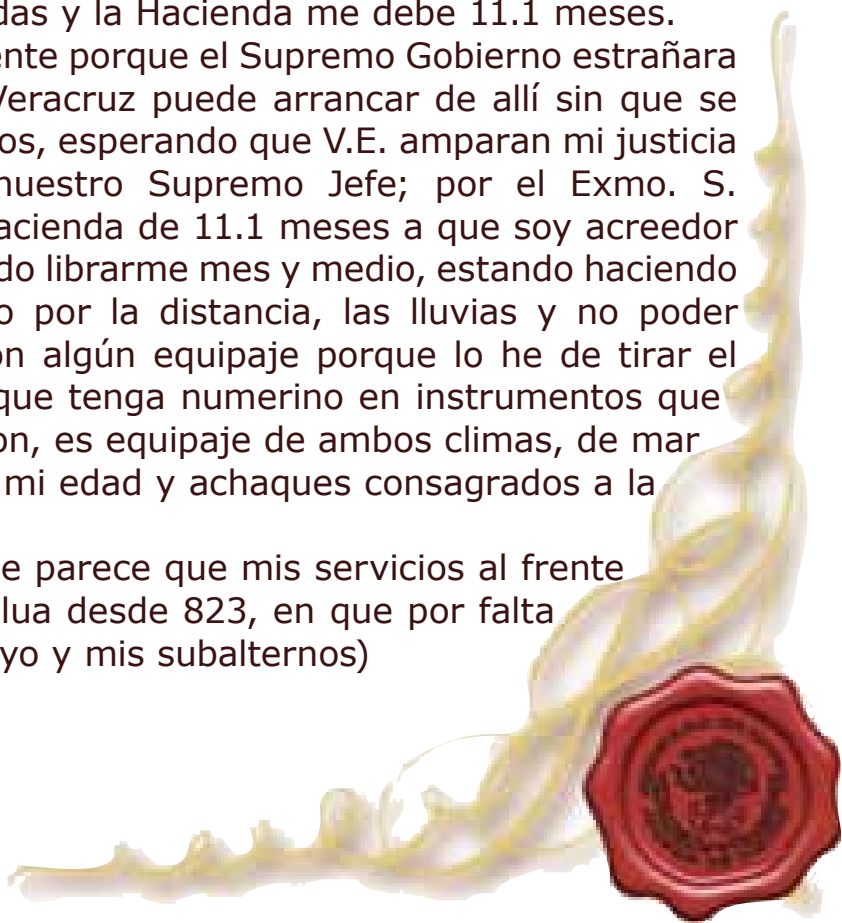 das y la Hacienda me debe 11.1 meses.
ente porque el Supremo Gobierno estrañara
Veracruz puede arrancar de allí sin que se
os, esperando que V.E. amparan mi justicia
nuestro Supremo Jefe; por el Exmo. S.
acienda de 11.1 meses a que soy acreedor
do librarme mes y medio, estando haciendo
o por la distancia, las lluvias y no poder
on algún equipaje porque lo he de tirar el
que tenga numerino en instrumentos que
on, es equipaje de ambos climas, de mar
mi edad y achaques consagrados a la
e parece que mis servicios al frente
lua desde 823, en que por falta
yo y mis subalternos)